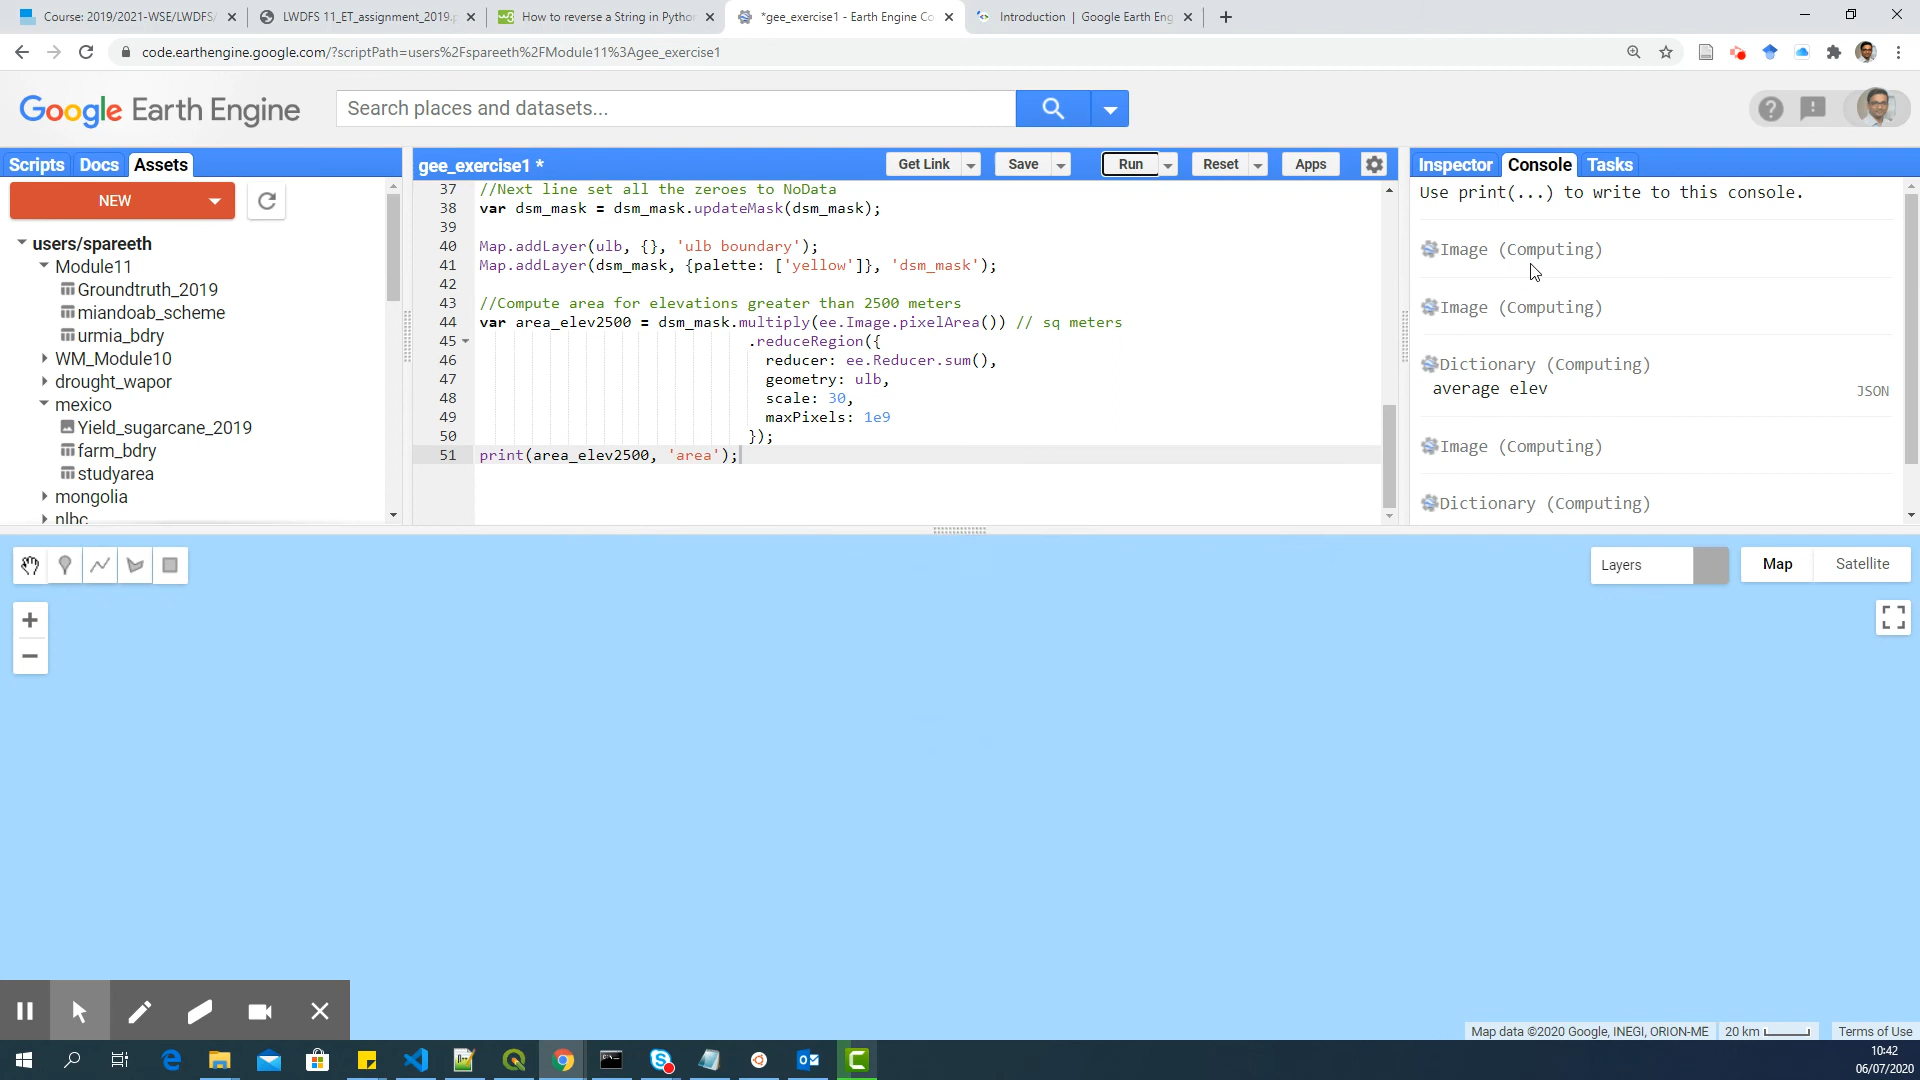 Course: 2019/2021-WSE/LWDFS/
LWDFS 11_ET_assignment_2019.p
How to reverse a String in Python
*gee_exercise1 - Earth Engine Co
Introduction | Google Earth Eng
code.earthengine.google.com/?scriptPath=users%2Fspareeth%2FModule11%3Agee_exercise1
Google Earth Engine
Search places and datasets...
Scripts Docs Assets
NEW
users/spareeth
Module11
Groundtruth_2019
miandoab_scheme
urmia_bdry
WM_Module10
drought_wapor
mexico
Yield_sugarcane_2019
farm_bdry
studyarea
mongolia
nlbc
gee_exercise1 *
Get Link
Save
Run
Reset
Apps
37 //Next line set all the zeroes to NoData
38 var dsm_mask = dsm_mask.updateMask(dsm_mask);
39
40 Map.addLayer(ulb, {}, 'ulb boundary');
41 Map.addLayer(dsm_mask, {palette: ['yellow']}, 'dsm_mask');
42
43 //Compute area for elevations greater than 2500 meters
44 var area_elev2500 = dsm_mask.multiply(ee.Image.pixelArea()) // sq meters
45 .reduceRegion({
46 reducer: ee.Reducer.sum(),
47 geometry: ulb,
48 scale: 30,
49 maxPixels: 1e9
50 });
51 print(area_elev2500, 'area');
Inspector Console Tasks
Use print(...) to write to this console.
Image (Computing)
Image (Computing)
Dictionary (Computing)
average elev
JSON
Image (Computing)
Dictionary (Computing)
Layers
Map
Satellite
+
−
Map data ©2020 Google, INEGI, ORION-ME
20 km
Terms of Use
10:42
06/07/2020